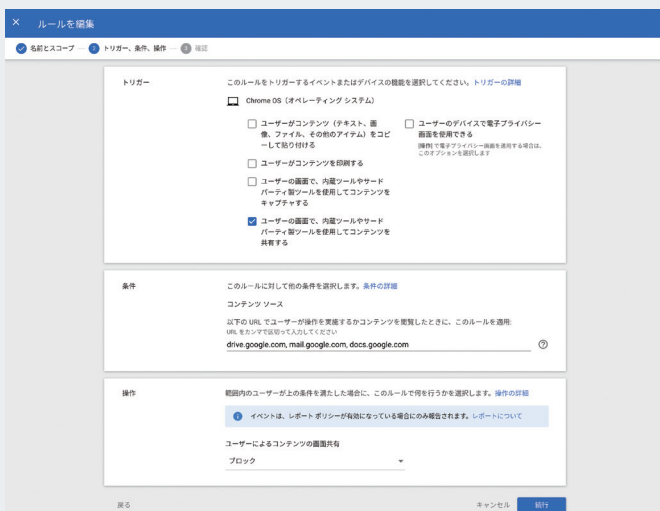 × ルールを編集
名前とスコープ — 2 トリガー、条件、操作 — 3 確認
トリガー
このルールをトリガーするイベントまたはデバイスの機能を選択してください。トリガーの詳細
Chrome OS（オペレーティング システム）
ユーザーがコンテンツ（テキスト、画
像、ファイル、その他のアイテム）をコピ
ーして貼り付ける
ユーザーがコンテンツを印刷する
ユーザーの画面で、内蔵ツールやサード
パーティ製ツールを使用してコンテンツを
キャプチャする
ユーザーの画面で、内蔵ツールやサード
パーティ製ツールを使用してコンテンツを
共有する
ユーザーのデバイスで電子プライバシー
画面を使用できる
[操作] で電子プライバシー画面を適用する場合は、
このオプションを選択します
条件
このルールに対して他の条件を選択します。条件の詳細
コンテンツ ソース
以下の URL でユーザーが操作を実施するかコンテンツを閲覧したときに、このルールを適用:
URL をカンマで区切って入力してください
drive.google.com, mail.google.com, docs.google.com
操作
範囲内のユーザーが上の条件を満たした場合に、このルールで何を行うかを選択します。操作の詳細
イベントは、レポート ポリシーが有効になっている場合にのみ報告されます。レポートについて
ユーザーによるコンテンツの画面共有
ブロック
戻る
キャンセル
続行